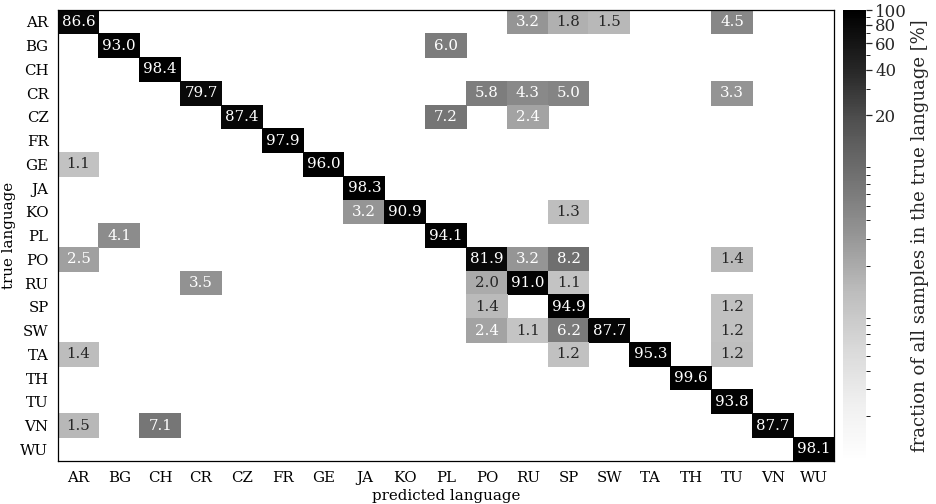 AR 86.6 3.2 1.8 1.5 4.5
BG 93.0 6.0
CH 98.4
CR 79.7 5.8 4.3 5.0 3.3
CZ 87.4 7.2 2.4
FR 97.9
GE 1.1 96.0
JA 98.3
KO 3.2 90.9 1.3
PL 4.1 94.1
PO 2.5 81.9 3.2 8.2 1.4
RU 3.5 2.0 91.0 1.1
SP 1.4 94.9 1.2
SW 2.4 1.1 6.2 87.7 1.2
TA 1.4 1.2 95.3 1.2
TH 99.6
TU 93.8
VN 1.5 7.1 87.7
WU 98.1
AR BG CH CR CZ FR GE JA KO PL PO RU SP SW TA TH TU VN WU
predicted language
true language
100
80
60
40
20
fraction of all samples in the true language [%]